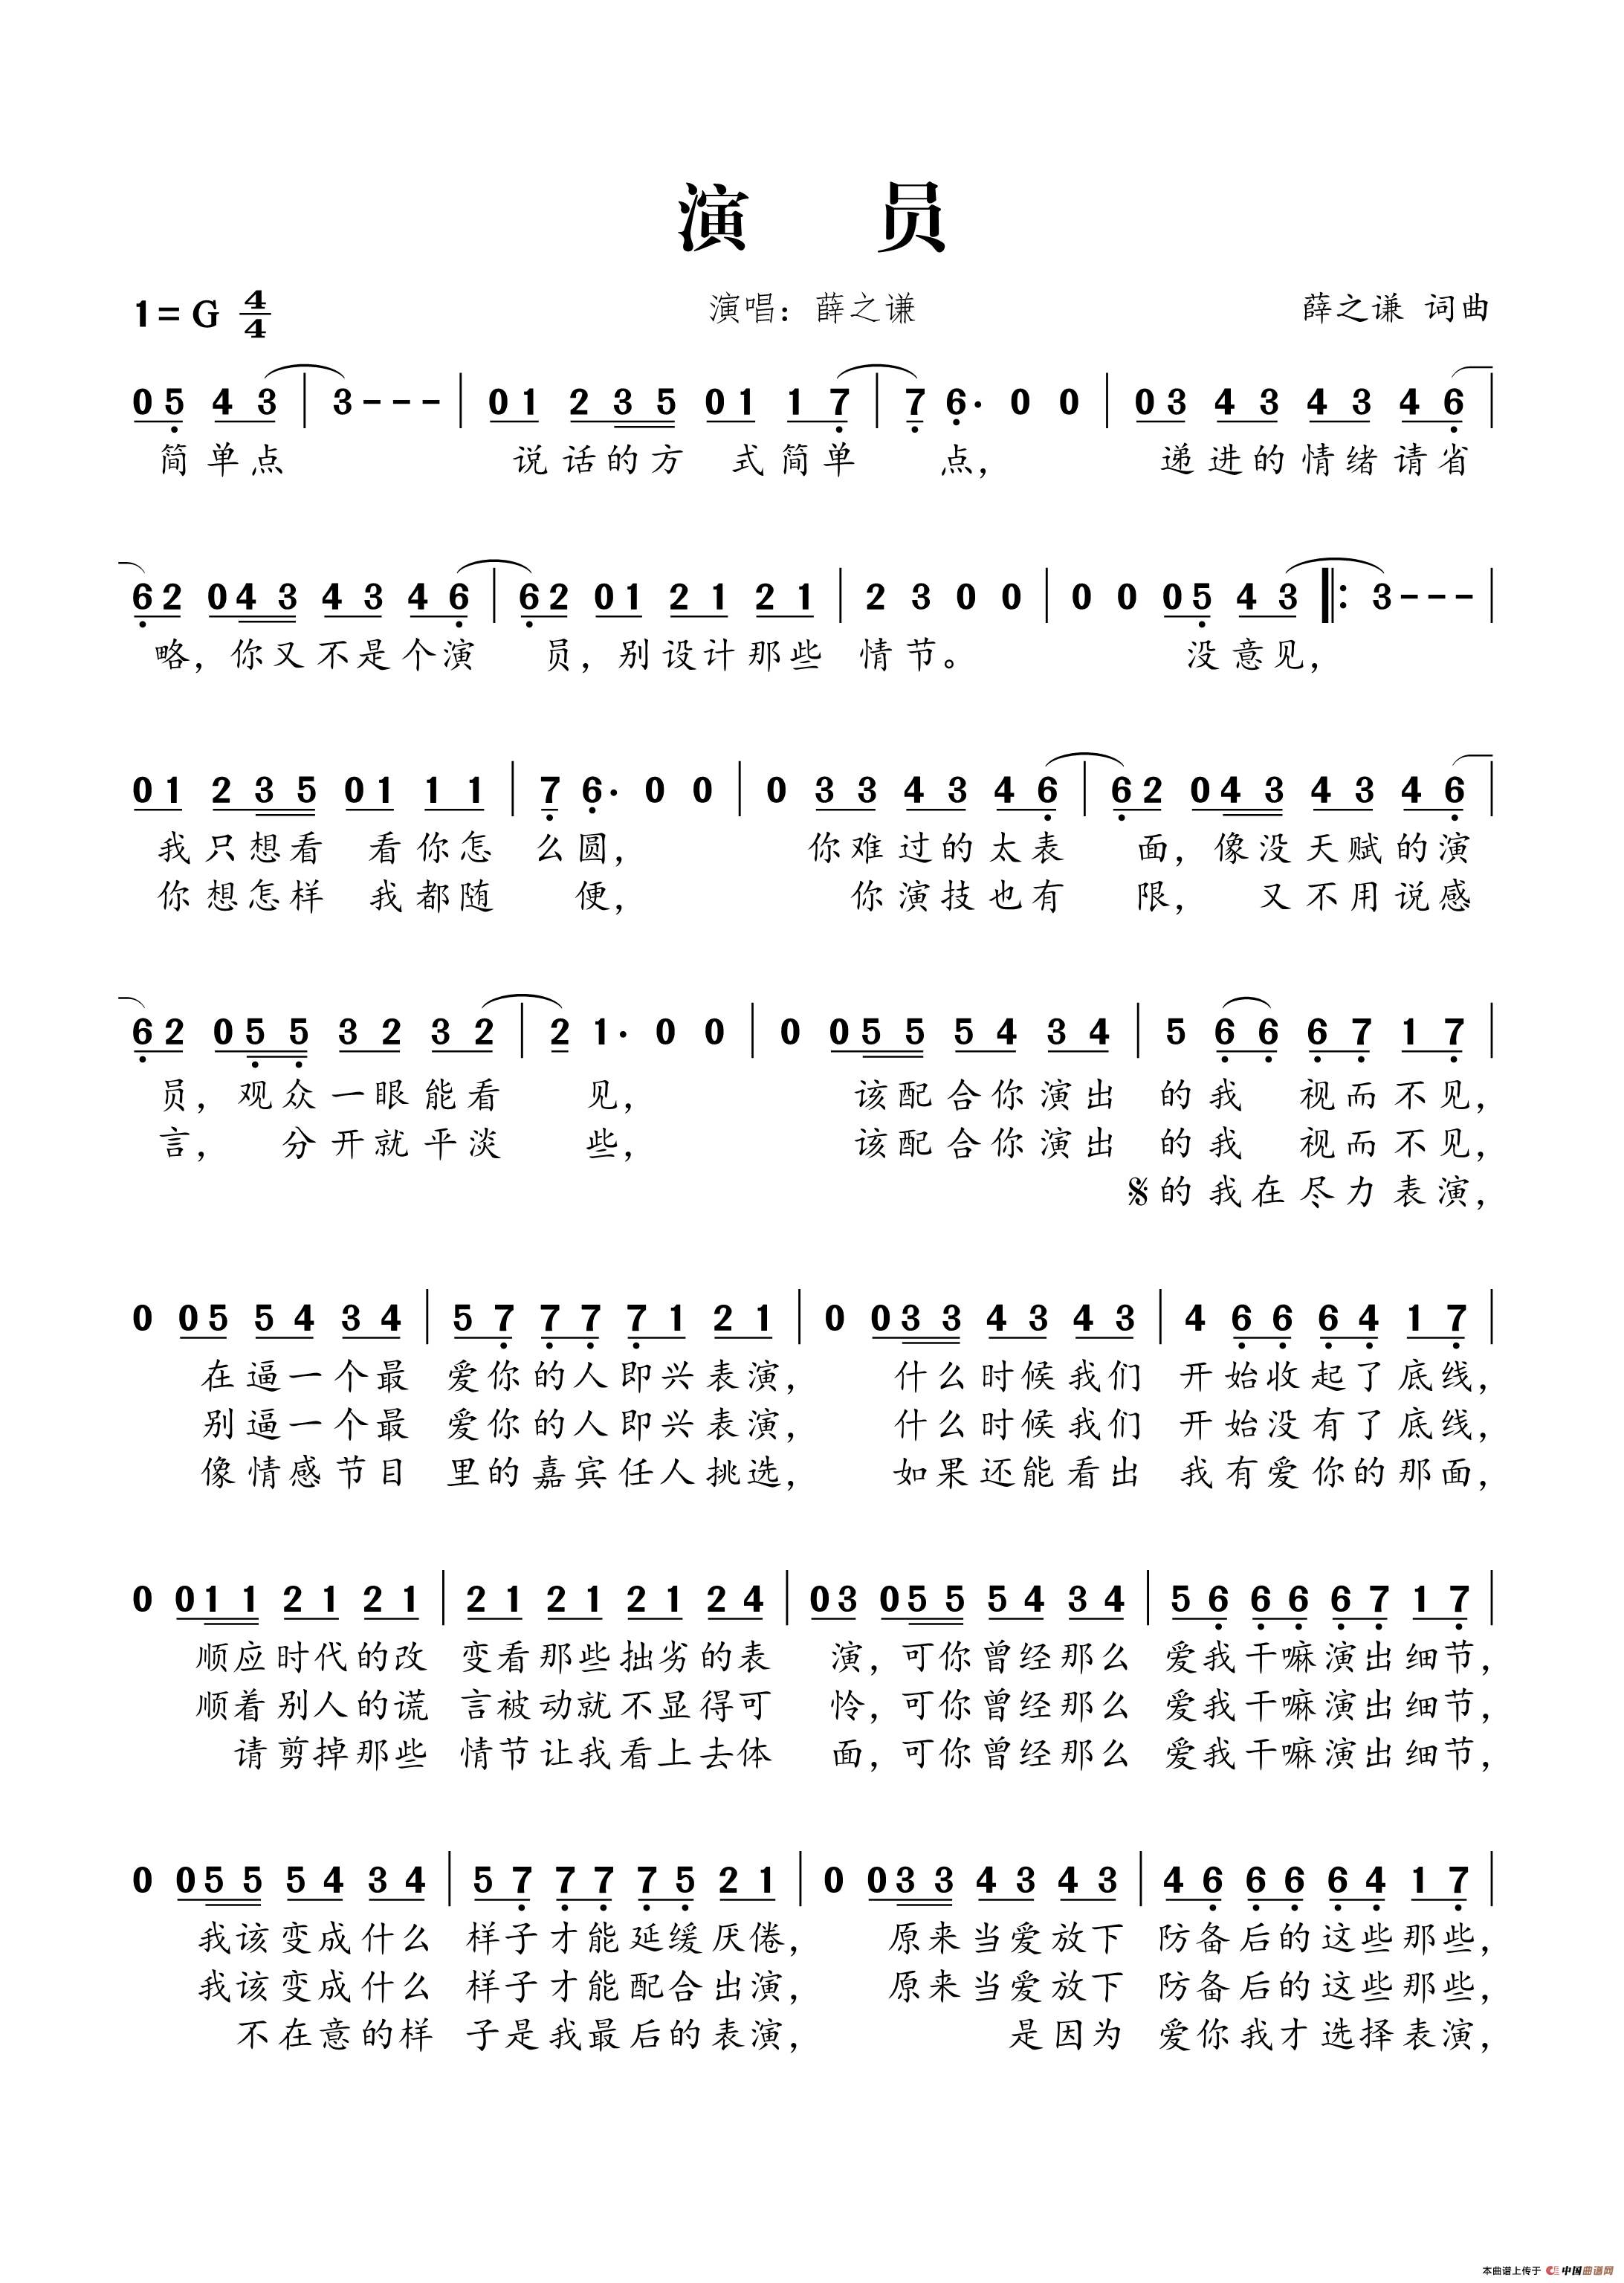 演 员
1=G 4/4 演唱：薛之谦 薛之谦 词曲
05 43 | 3--- | 01 235 01 17 | 7 6· 0 0 | 03 43 43 46 |
简单点 说话的方 式简单 点， 递进的情绪请省
62 043 43 46 | 62 01 21 21 | 2 3 0 0 | 0 0 05 43 |: 3--- |
略，你又不是个演 员，别设计那些 情节。 没意见，
01 235 01 11 | 7 6· 0 0 | 0 33 43 46 | 62 043 43 46 |
我只想看 看你怎 么圆， 你难过的太表 面，像没天赋的演
你想怎样 我都随 便， 你演技也有 限， 又不用说感
62 055 32 32 | 2 1· 0 0 | 0 055 54 34 | 5 66 67 17 |
员，观众一眼能看 见， 该配合你演出 的我 视而不见，
言， 分开就平淡 些， 该配合你演出 的我 视而不见，
𝄋的我在尽力表演，
0 05 54 34 | 57 77 71 21 | 0 033 43 43 | 4 66 64 17 |
在逼一个最 爱你的人即兴表演， 什么时候我们 开始收起了底线，
别逼一个最 爱你的人即兴表演， 什么时候我们 开始没有了底线，
像情感节目 里的嘉宾任人挑选， 如果还能看出 我有爱你的那面，
0 011 21 21 | 21 21 21 24 | 03 055 54 34 | 56 66 67 17 |
顺应时代的改 变看那些拙劣的表 演，可你曾经那么 爱我干嘛演出细节，
顺着别人的谎 言被动就不显得可 怜，可你曾经那么 爱我干嘛演出细节，
请剪掉那些 情节让我看上去体 面，可你曾经那么 爱我干嘛演出细节，
0 055 54 34 | 57 77 75 21 | 0 033 43 43 | 46 66 64 17 |
我该变成什么 样子才能延缓厌倦， 原来当爱放下 防备后的这些那些，
我该变成什么 样子才能配合出演， 原来当爱放下 防备后的这些那些，
不在意的样 子是我最后的表演， 是因为 爱你我才选择表演，
本曲谱上传于 中国曲谱网